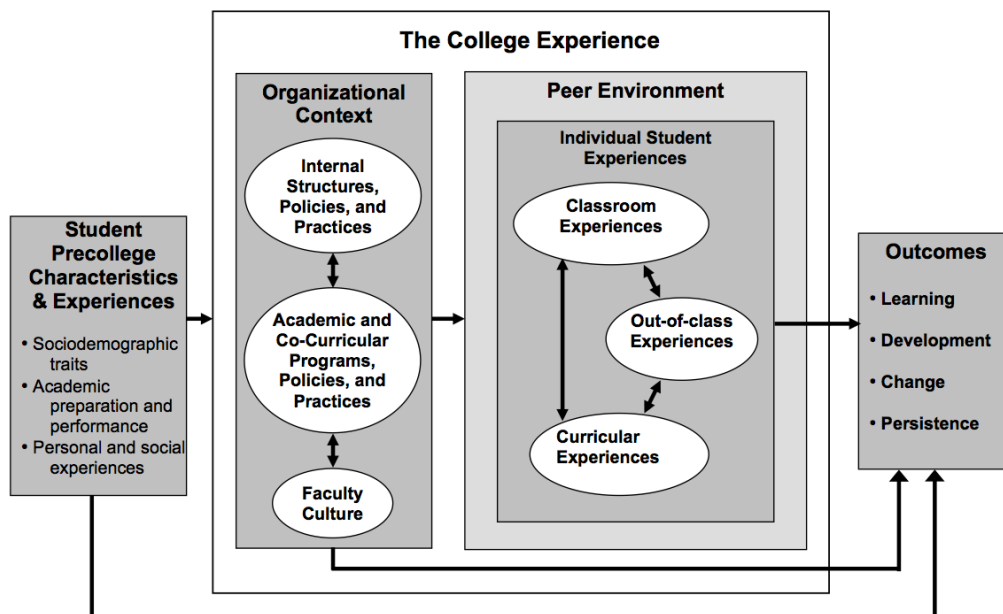 The College Experience
Student
Precollege
Characteristics
& Experiences
• Sociodemographic
traits
• Academic
preparation and
performance
• Personal and social
experiences
Organizational
Context
Internal
Structures,
Policies, and
Practices
Academic and
Co-Curricular
Programs,
Policies, and
Practices
Faculty
Culture
Peer Environment
Individual Student
Experiences
Classroom
Experiences
Out-of-class
Experiences
Curricular
Experiences
Outcomes
• Learning
• Development
• Change
• Persistence